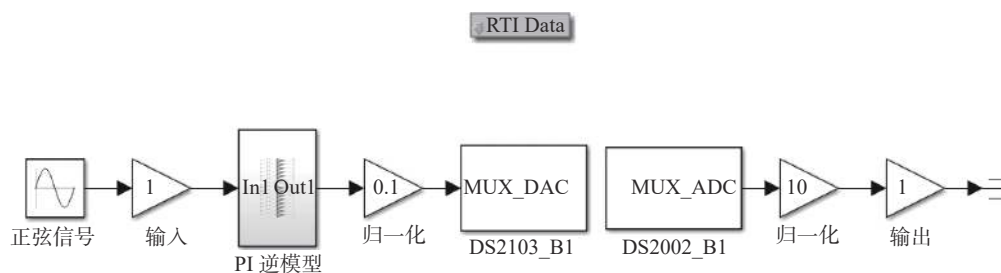 RTI Data
1
In1 Out1
0.1
MUX_DAC
MUX_ADC
10
1
正弦信号
输入
PI 逆模型
归一化
DS2103_B1
DS2002_B1
归一化
输出